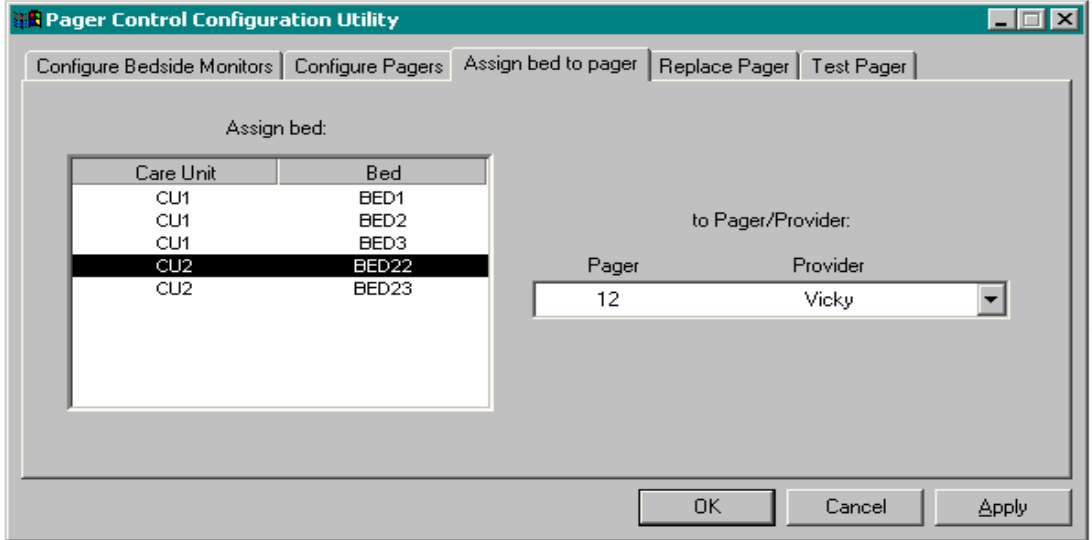 Pager Control Configuration Utility
Configure Bedside Monitors Configure Pagers Assign bed to pager Replace Pager Test Pager
Assign bed:
Care Unit Bed
CU1 BED1
CU1 BED2
CU1 BED3
CU2 BED22
CU2 BED23
to Pager/Provider:
Pager Provider
12 Vicky
OK Cancel Apply